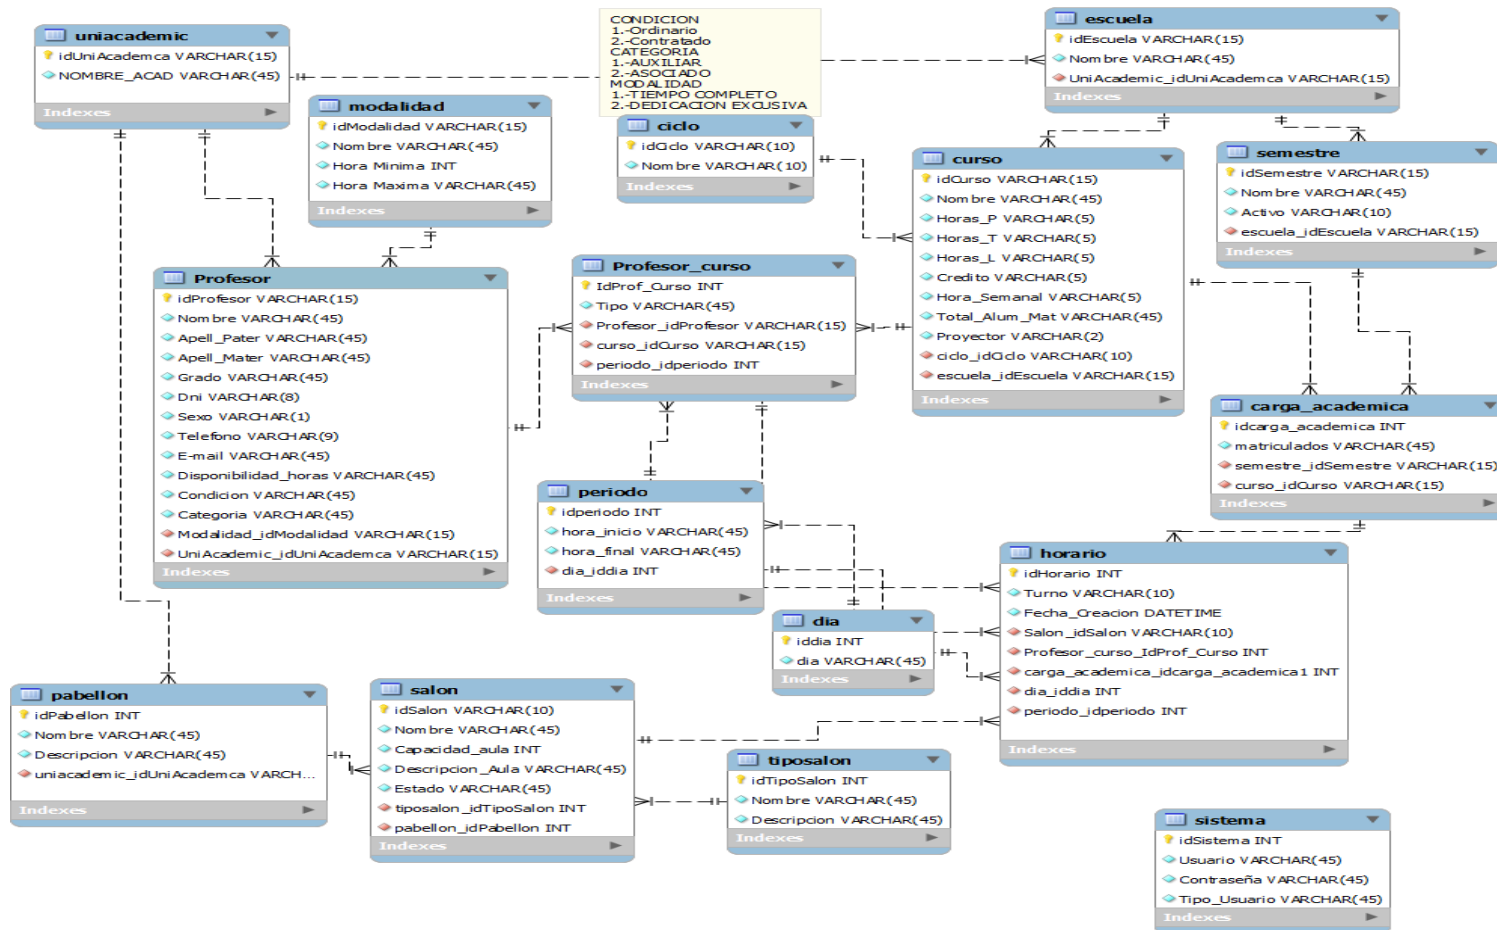 uniacademic
idUniAcademca VARCHAR(15)
NOMBRE_ACAD VARCHAR(45)
Indexes
CONDICION
1.-Ordinario
2.-Contratado
CATEGORIA
1.-AUXILIAR
2.-ASOCIADO
MODALIDAD
1.-TIEMPO COMPLETO
2.-DEDICACION EXCUSIVA
escuela
idEscuela VARCHAR(15)
Nombre VARCHAR(45)
UniAcademic_idUniAcademca VARCHAR(15)
Indexes
modalidad
idModalidad VARCHAR(15)
Nombre VARCHAR(45)
Hora Minima INT
Hora Maxima VARCHAR(45)
Indexes
ciclo
idCiclo VARCHAR(10)
Nombre VARCHAR(10)
Indexes
curso
idCurso VARCHAR(15)
Nombre VARCHAR(45)
Horas_P VARCHAR(5)
Horas_T VARCHAR(5)
Horas_L VARCHAR(5)
Credito VARCHAR(5)
Hora_Semanal VARCHAR(5)
Total_Alum_Mat VARCHAR(45)
Proyector VARCHAR(2)
ciclo_idCiclo VARCHAR(10)
escuela_idEscuela VARCHAR(15)
Indexes
semestre
idSemestre VARCHAR(15)
Nombre VARCHAR(45)
Activo VARCHAR(10)
escuela_idEscuela VARCHAR(15)
Indexes
Profesor
idProfesor VARCHAR(15)
Nombre VARCHAR(45)
Apell_Pater VARCHAR(45)
Apell_Mater VARCHAR(45)
Grado VARCHAR(45)
Dni VARCHAR(8)
Sexo VARCHAR(1)
Telefono VARCHAR(9)
E-mail VARCHAR(45)
Disponibilidad_horas VARCHAR(45)
Condicion VARCHAR(45)
Categoria VARCHAR(45)
Modalidad_idModalidad VARCHAR(15)
UniAcademic_idUniAcademca VARCHAR(15)
Indexes
Profesor_curso
IdProf_Curso INT
Tipo VARCHAR(45)
Profesor_idProfesor VARCHAR(15)
curso_idCurso VARCHAR(15)
periodo_idperiodo INT
Indexes
carga_academica
idcarga_academica INT
matriculados VARCHAR(45)
semestre_idSemestre VARCHAR(15)
curso_idCurso VARCHAR(15)
Indexes
periodo
idperiodo INT
hora_inicio VARCHAR(45)
hora_final VARCHAR(45)
dia_iddia INT
Indexes
horario
idHorario INT
Turno VARCHAR(10)
Fecha_Creacion DATETIME
Salon_idSalon VARCHAR(10)
Profesor_curso_IdProf_Curso INT
carga_academica_idcarga_academica1 INT
dia_iddia INT
periodo_idperiodo INT
Indexes
dia
iddia INT
dia VARCHAR(45)
Indexes
pabellon
idPabellon INT
Nombre VARCHAR(45)
Descripcion VARCHAR(45)
uniacademic_idUniAcademca VARCH...
Indexes
salon
idSalon VARCHAR(10)
Nombre VARCHAR(45)
Capacidad_aula INT
Descripcion_Aula VARCHAR(45)
Estado VARCHAR(45)
tiposalon_idTipoSalon INT
pabellon_idPabellon INT
Indexes
tiposalon
idTipoSalon INT
Nombre VARCHAR(45)
Descripcion VARCHAR(45)
Indexes
sistema
idSistema INT
Usuario VARCHAR(45)
Contraseña VARCHAR(45)
Tipo_Usuario VARCHAR(45)
Indexes